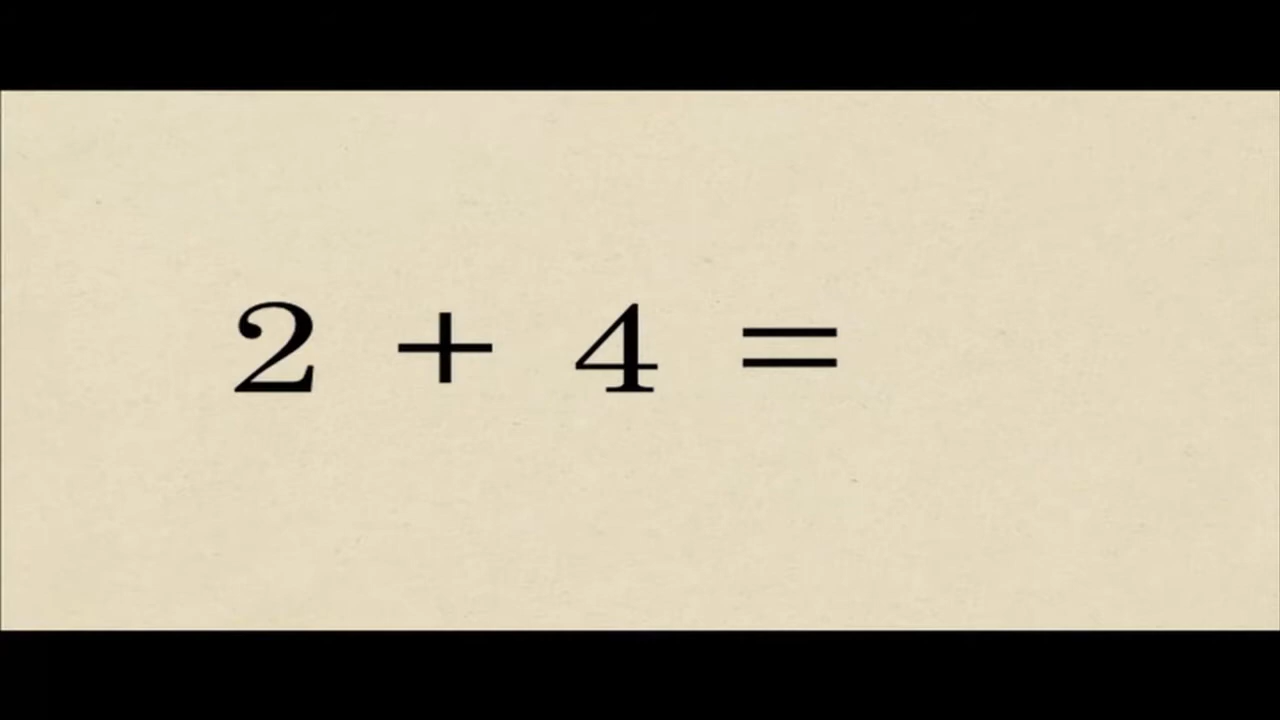 2 + 4 =